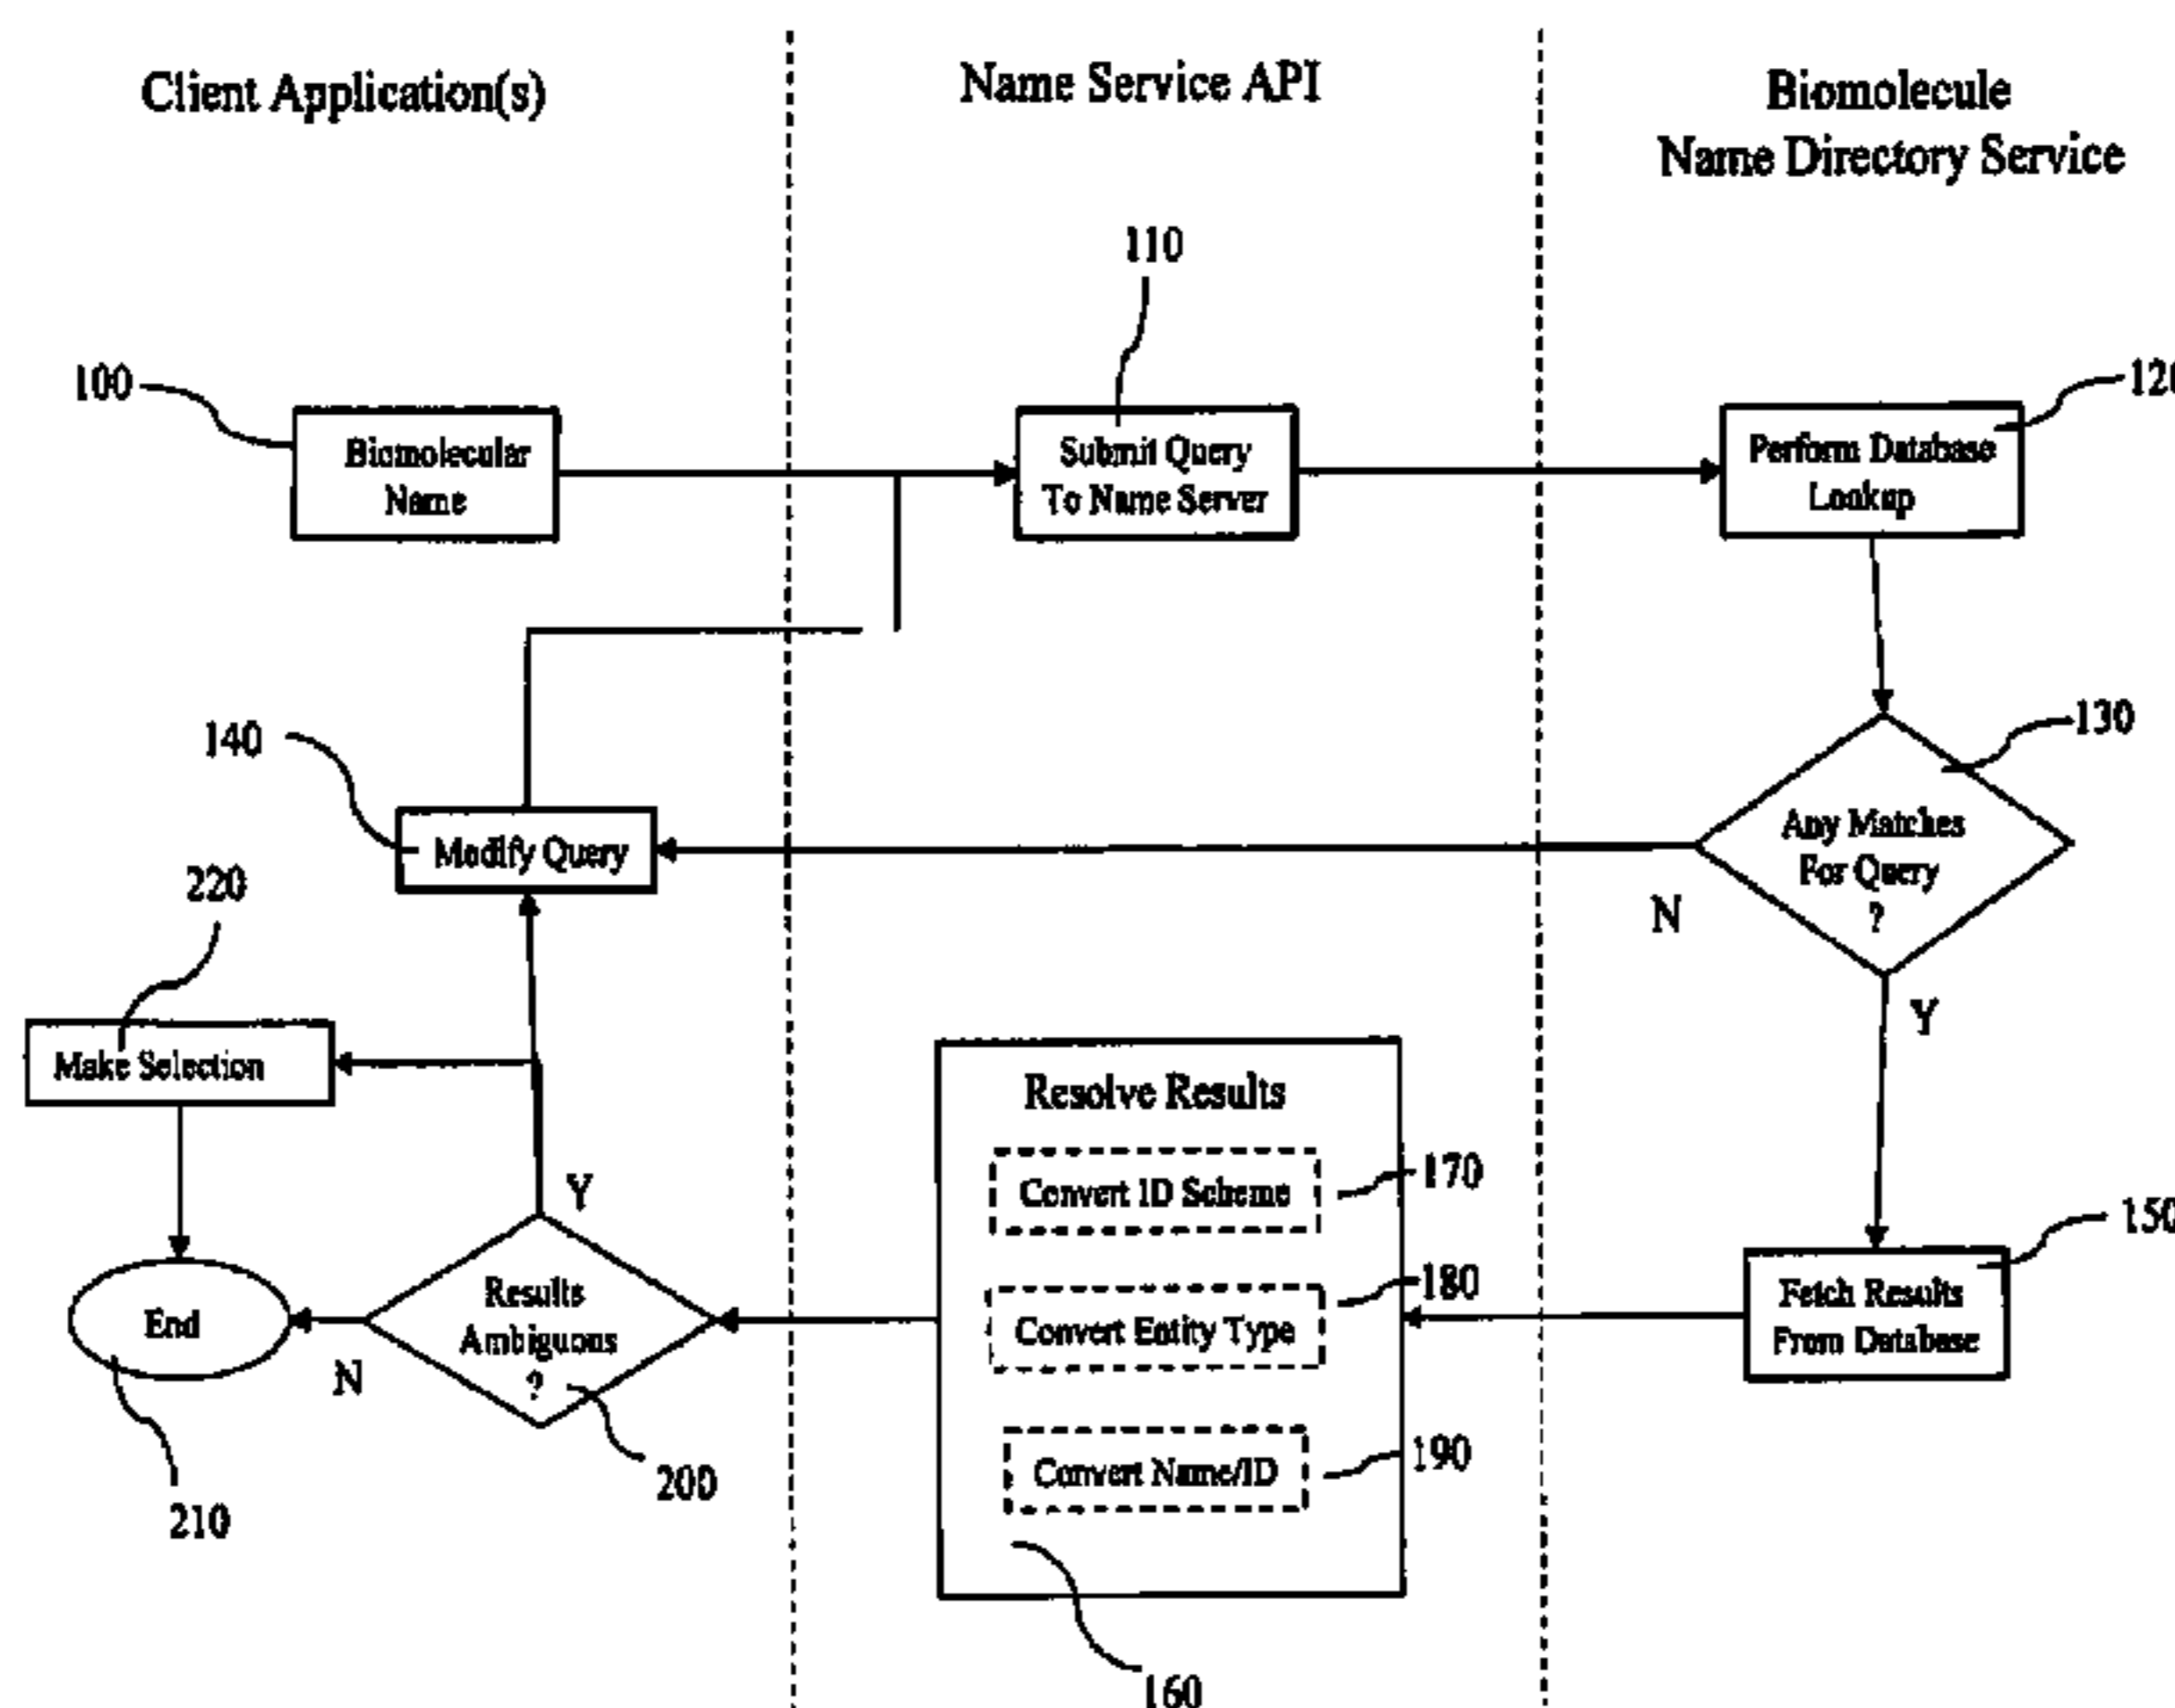 Client Application(s)
Name Service API
Biomolecule
Name Directory Service
110
100
120
Biomolecular
Name
Submit Query
To Name Server
Perform Database
Lookup
140
130
Modify Query
Any Matches
For Query
?
N
Y
220
Make Selection
Resolve Results
170
Convert ID Scheme
180
Convert Entity Type
190
Convert Name/ID
160
150
Fetch Results
From Database
Y
Results
Ambiguous
?
N
End
200
210